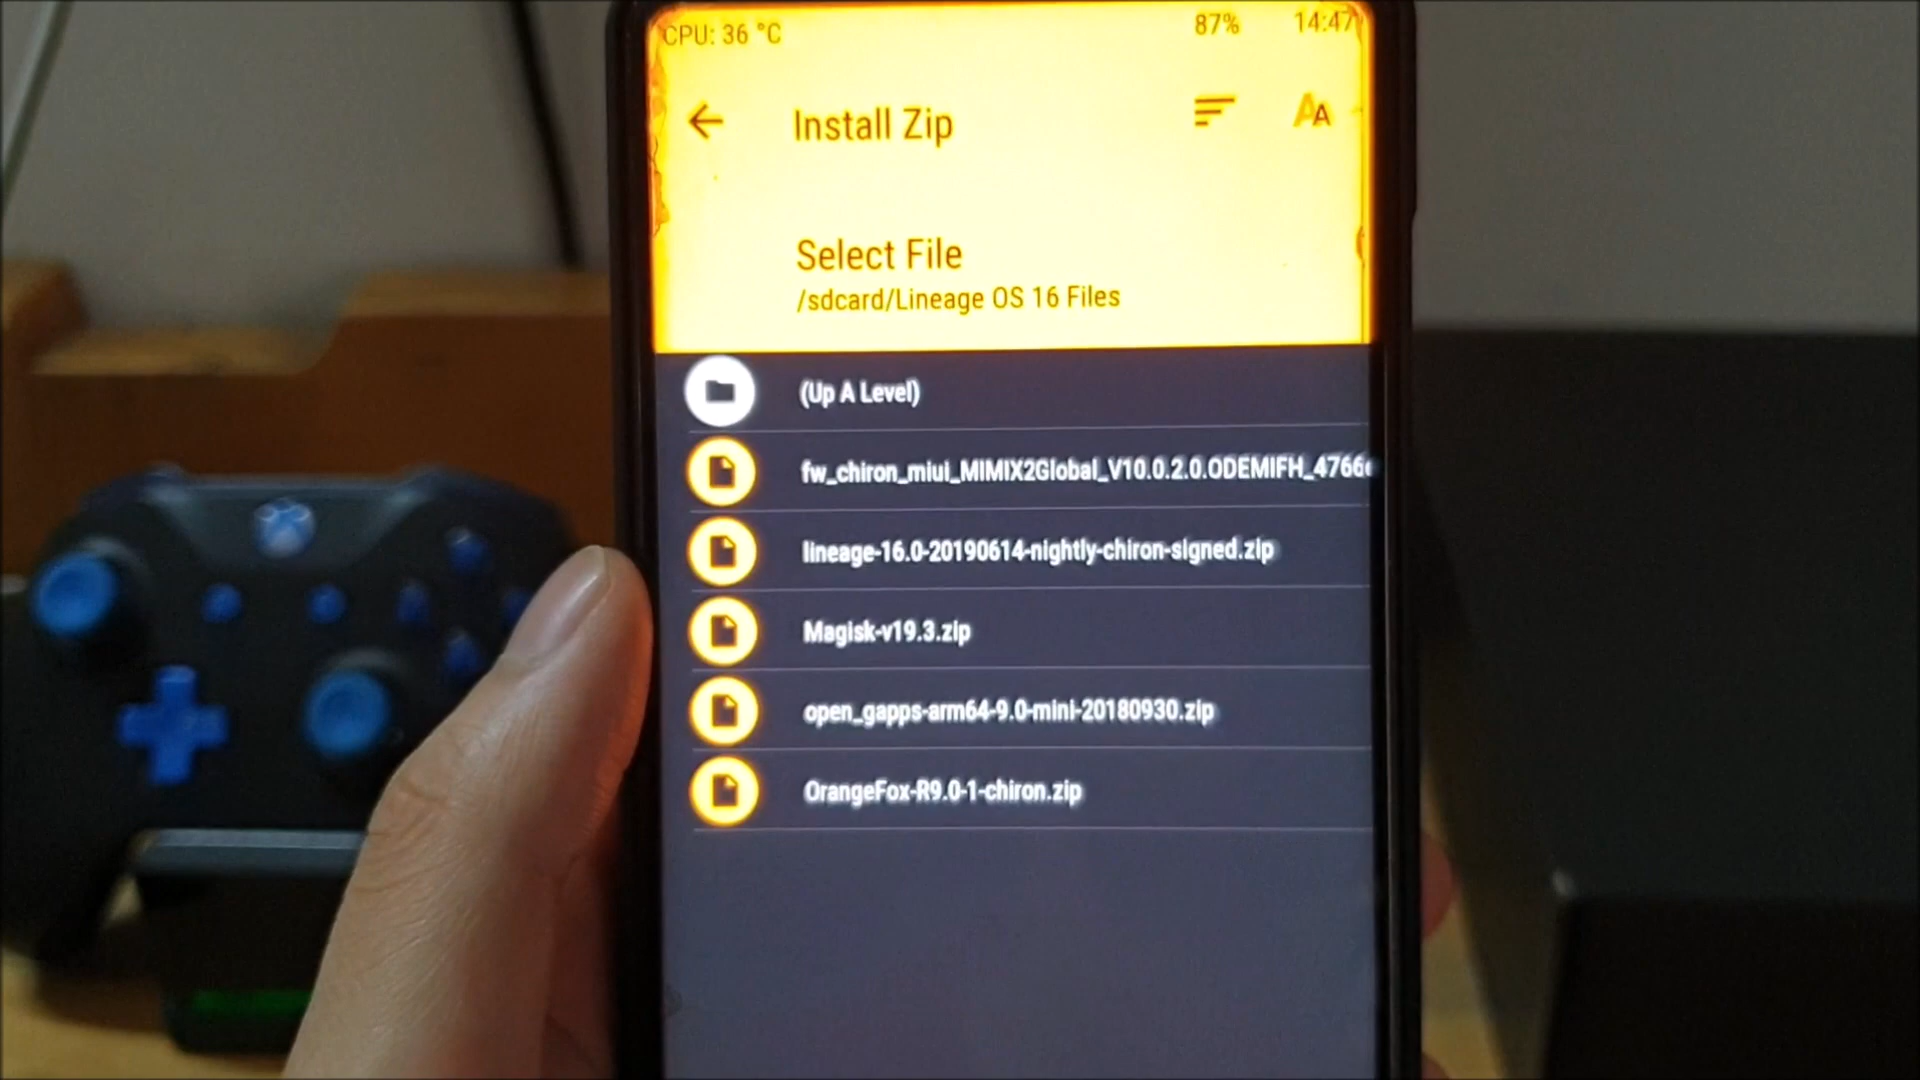 CPU: 36 °C 87% 14:47
Install Zip
Select File
/sdcard/Lineage OS 16 Files
(Up A Level)
fw_chiron_miui_MIMIX2Global_V10.0.2.0.ODEMIFH_4766
lineage-16.0-20190614-nightly-chiron-signed.zip
Magisk-v19.3.zip
open_gapps-arm64-9.0-mini-20180930.zip
OrangeFox-R9.0-1-chiron.zip